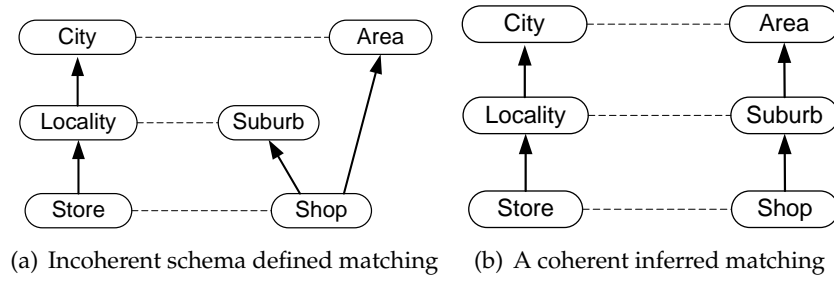 City Area City Area
Locality Suburb Locality Suburb
Store Shop Store Shop
(a) Incoherent schema defined matching (b) A coherent inferred matching